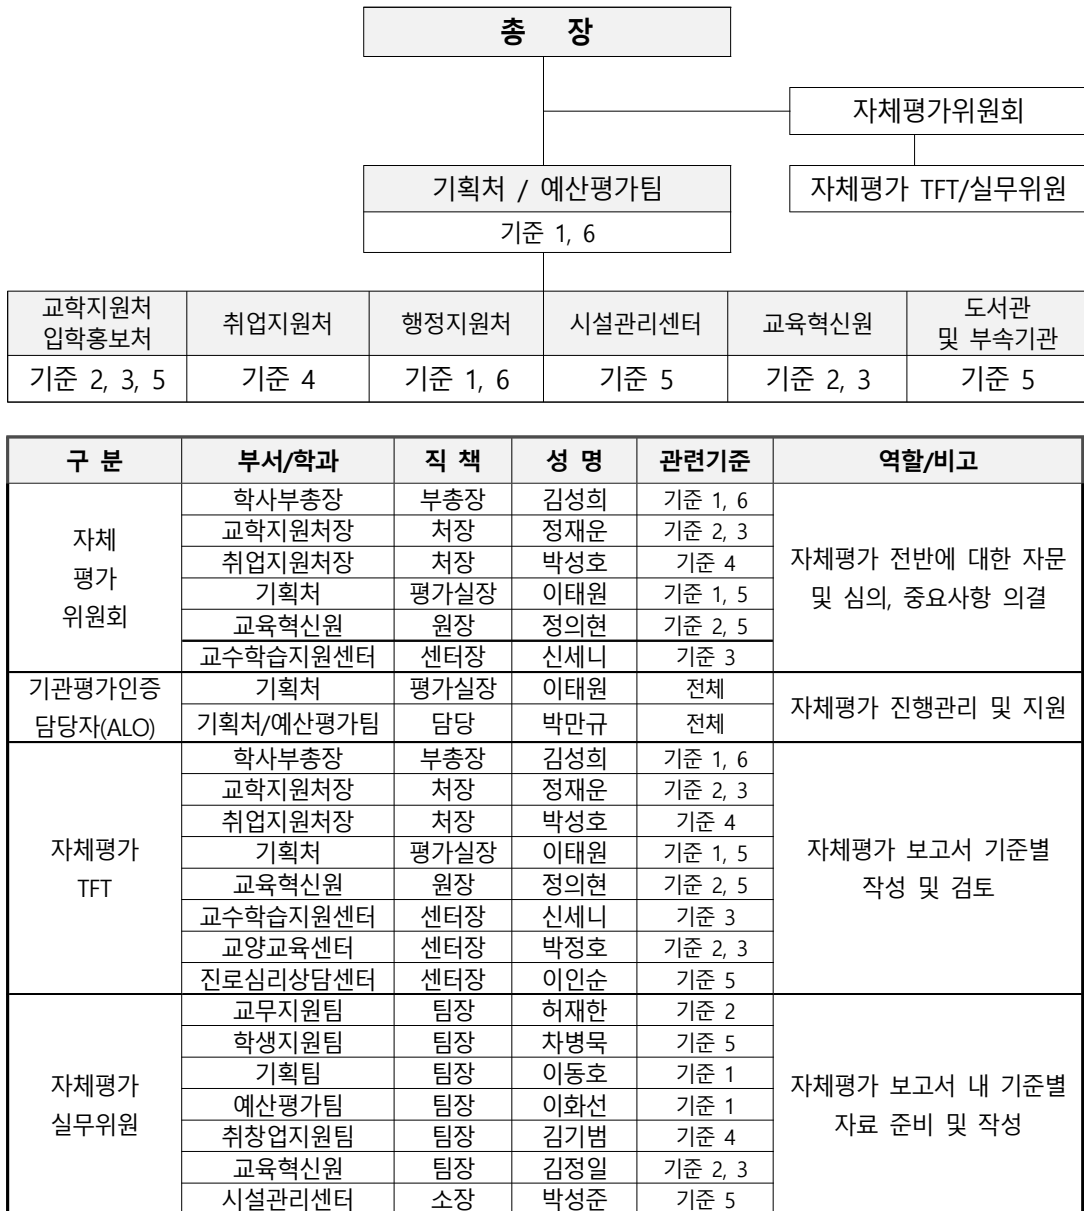 총 장
자체평가위원회
기획처 / 예산평가팀
자체평가 TFT/실무위원
기준 1, 6
교학지원처
입학홍보처
취업지원처
행정지원처
시설관리센터
교육혁신원
도서관
및 부속기관
기준 2, 3, 5
기준 4
기준 1, 6
기준 5
기준 2, 3
기준 5
구 분 부서/학과 직 책 성 명 관련기준 역할/비고
자체
평가
위원회
학사부총장 부총장 김성희 기준 1, 6
교학지원처장 처장 정재운 기준 2, 3
취업지원처장 처장 박성호 기준 4
기획처 평가실장 이태원 기준 1, 5
교육혁신원 원장 정의현 기준 2, 5
교수학습지원센터 센터장 신세니 기준 3
자체평가 전반에 대한 자문
및 심의, 중요사항 의결
기관평가인증
담당자(ALO)
기획처 평가실장 이태원 전체
기획처/예산평가팀 담당 박만규 전체
자체평가 진행관리 및 지원
자체평가
TFT
학사부총장 부총장 김성희 기준 1, 6
교학지원처장 처장 정재운 기준 2, 3
취업지원처장 처장 박성호 기준 4
기획처 평가실장 이태원 기준 1, 5
교육혁신원 원장 정의현 기준 2, 5
교수학습지원센터 센터장 신세니 기준 3
교양교육센터 센터장 박정호 기준 2, 3
진로심리상담센터 센터장 이인순 기준 5
자체평가 보고서 기준별
작성 및 검토
자체평가
실무위원
교무지원팀 팀장 허재한 기준 2
학생지원팀 팀장 차병묵 기준 5
기획팀 팀장 이동호 기준 1
예산평가팀 팀장 이화선 기준 1
취창업지원팀 팀장 김기범 기준 4
교육혁신원 팀장 김정일 기준 2, 3
시설관리센터 소장 박성준 기준 5
자체평가 보고서 내 기준별
자료 준비 및 작성